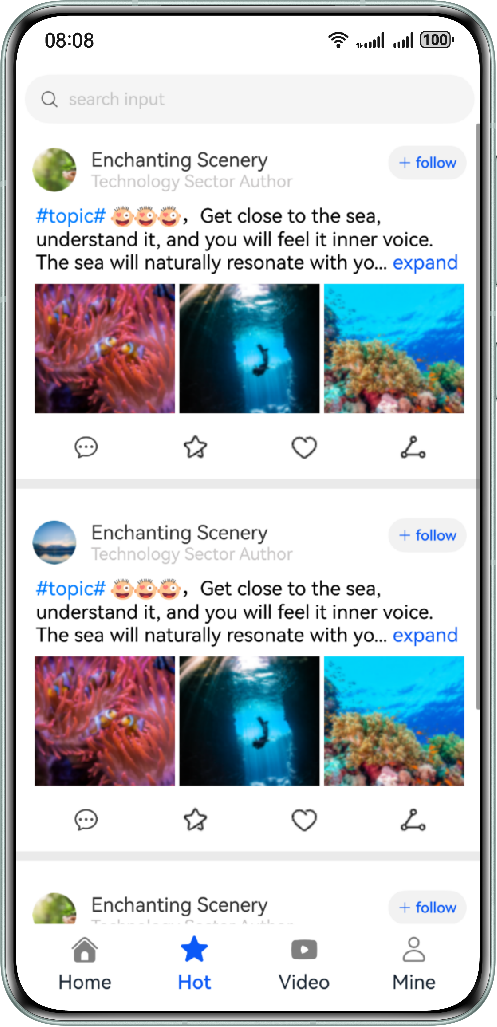 08:08 100
search input
Enchanting Scenery
+ follow
Technology Sector Author
#topic# , Get close to the sea,
understand it, and you will feel it inner voice.
The sea will naturally resonate with yo... expand
Enchanting Scenery
+ follow
Technology Sector Author
#topic# , Get close to the sea,
understand it, and you will feel it inner voice.
The sea will naturally resonate with yo... expand
Enchanting Scenery
+ follow
Technology Sector Author
Home Hot Video Mine